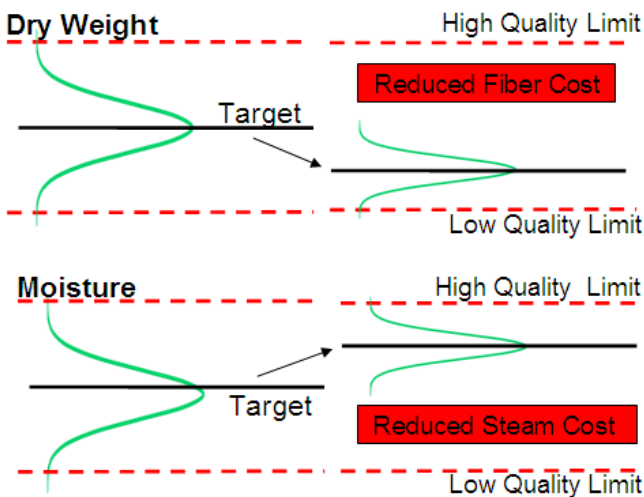 Dry Weight
High Quality Limit
Reduced Fiber Cost
Target
Low Quality Limit
Moisture
High Quality Limit
Target
Reduced Steam Cost
Low Quality Limit